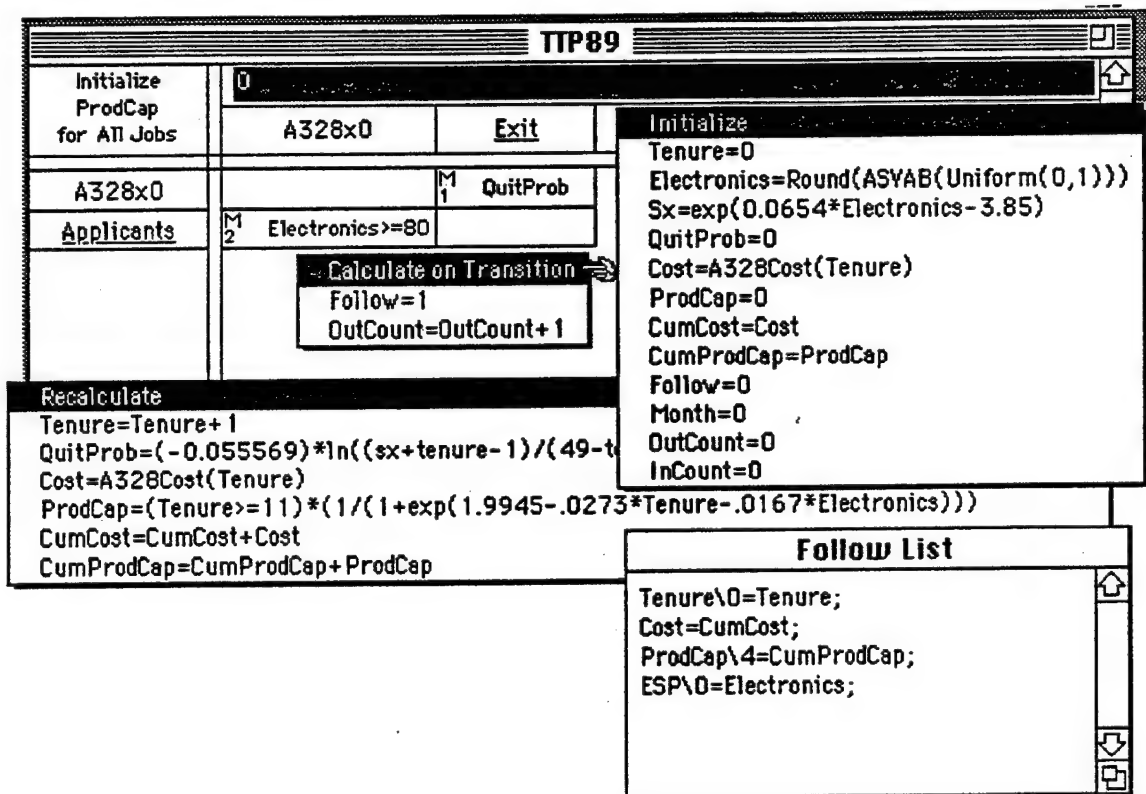 TTP89
Initialize
ProdCap
for All Jobs
0
A328x0
Exit
A328x0
M
1
QuitProb
Applicants
M
2
Electronics>=80
Calculate on Transition
Follow=1
OutCount=OutCount+1
Initialize
Tenure=0
Electronics=Round(ASVAB(Uniform(0,1)))
Sx=exp(0.0654*Electronics-3.85)
QuitProb=0
Cost=A328Cost(Tenure)
ProdCap=0
CumCost=Cost
CumProdCap=ProdCap
Follow=0
Month=0
OutCount=0
InCount=0
Recalculate
Tenure=Tenure+1
QuitProb=(-0.055569)*ln((sx+tenure-1)/(49-t
Cost=A328Cost(Tenure)
ProdCap=(Tenure>=11)*(1/(1+exp(1.9945-.0273*Tenure-.0167*Electronics)))
CumCost=CumCost+Cost
CumProdCap=CumProdCap+ProdCap
Follow List
Tenure\0=Tenure;
Cost=CumCost;
ProdCap\4=CumProdCap;
ESP\0=Electronics;